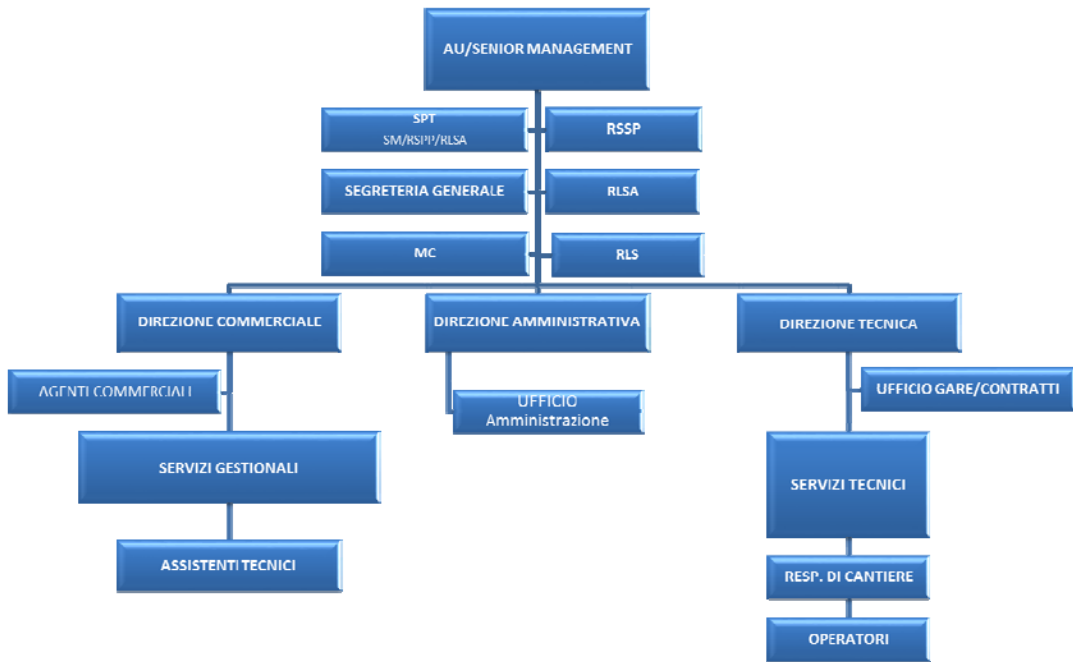 AU/SENIOR MANAGEMENT
SPT
SM/RSPP/RLSA
RSSP
SEGRETERIA GENERALE
RLSA
MC
RLS
DIREZIONE COMMERCIALE
DIREZIONE AMMINISTRATIVA
DIREZIONE TECNICA
AGENTI COMMERCIALI
UFFICIO
Amministrazione
UFFICIO GARE/CONTRATTI
SERVIZI GESTIONALI
SERVIZI TECNICI
ASSISTENTI TECNICI
RESP. DI CANTIERE
OPERATORI